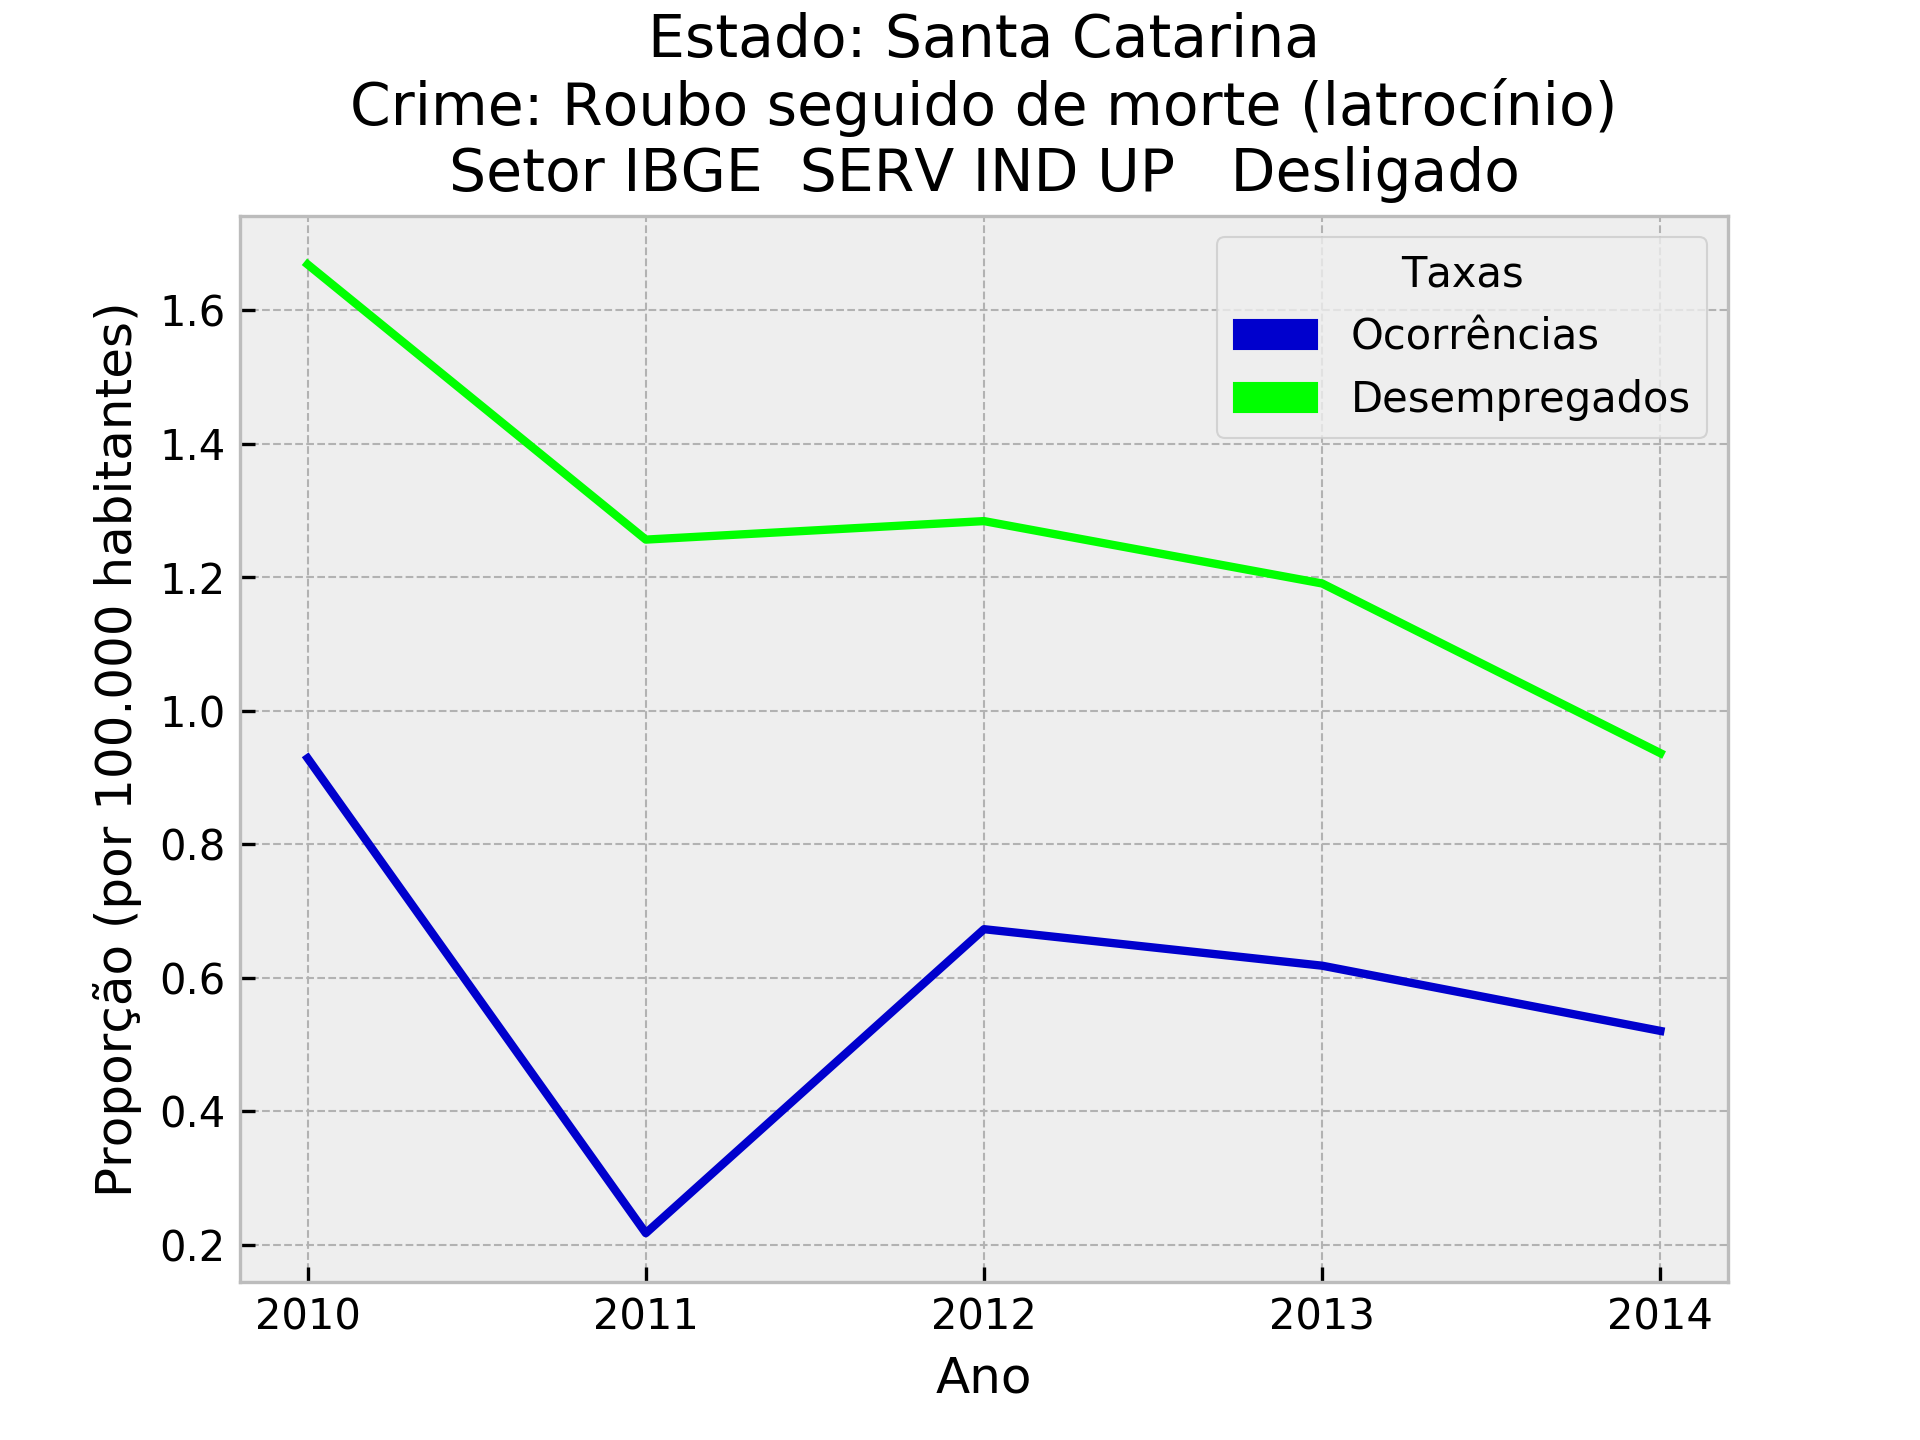 Estado: Santa Catarina
Crime: Roubo seguido de morte (latrocínio)
Setor IBGE  SERV IND UP   Desligado
Proporção (por 100.000 habitantes)
1.6
1.4
1.2
1.0
0.8
0.6
0.4
0.2
Taxas
Ocorrências
Desempregados
2010 2011 2012 2013 2014
Ano